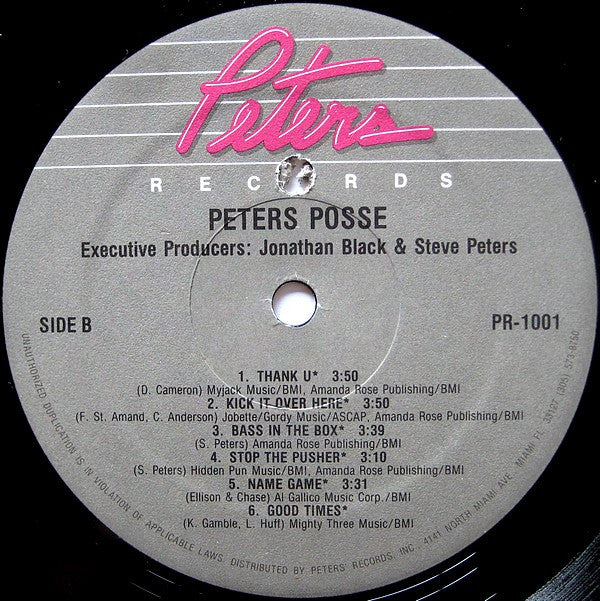 Peters
RECORDS
PETERS POSSE
Executive Producers: Jonathan Black & Steve Peters
SIDE B
PR-1001
1. THANK U* 3:50
(D. Cameron) Myjack Music/BMI, Amanda Rose Publishing/BMI
2. KICK IT OVER HERE* 3:50
(F. St. Amand, C. Anderson) Jobette/Gordy Music/ASCAP, Amanda Rose Publishing/BMI
3. BASS IN THE BOX* 3:39
(S. Peters) Amanda Rose Publishing/BMI
4. STOP THE PUSHER* 3:10
(S. Peters) Hidden Pun Music/BMI, Amanda Rose Publishing/BMI
5. NAME GAME* 3:31
(Ellison & Chase) Al Gallico Music Corp./BMI
6. GOOD TIMES*
(K. Gamble, L. Huff) Mighty Three Music/BMI
UNAUTHORIZED DUPLICATION IS A VIOLATION OF APPLICABLE LAWS. DISTRIBUTED BY PETERS' RECORDS, INC. 4141 NORTH MIAMI AVE. MIAMI FL.